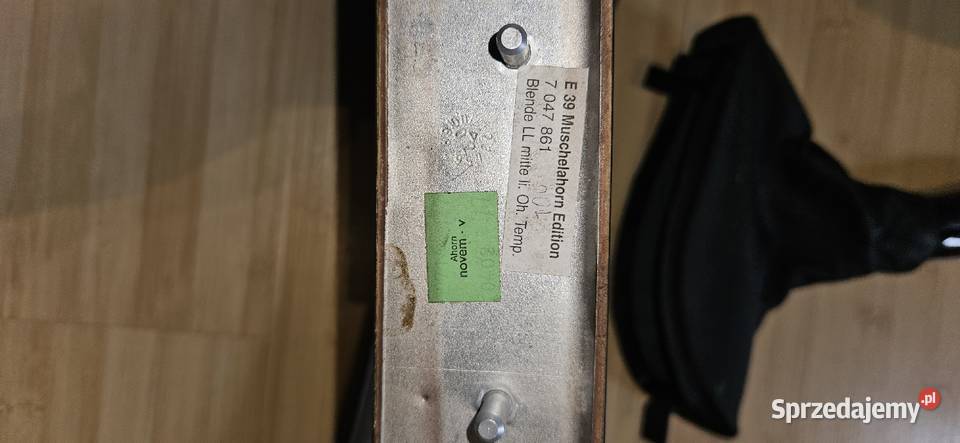 E 39 Muschelahorn Edition
7 047 861
Blende LL mitte li. Oh. Temp.
Ahorn
novem - v
Sprzedajemy.pl